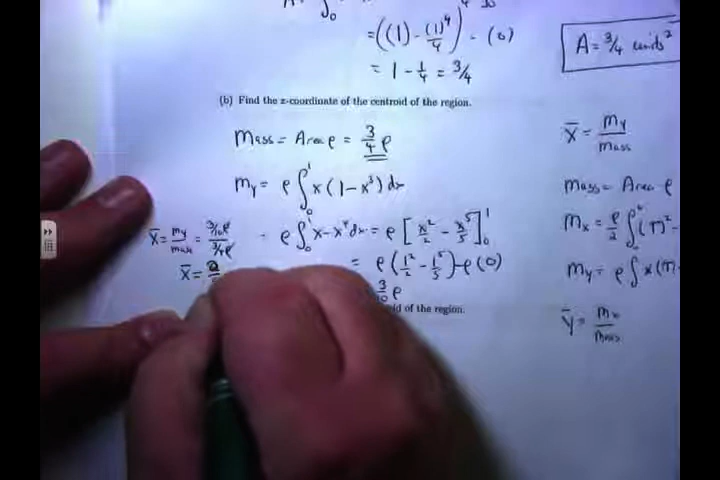 = ((1) - (1)⁴/4) - (0)
= 1 - 1/4 = 3/4
A = 3/4 units²
(b) Find the x-coordinate of the centroid of the region.
Mass = Area ρ = 3/4 ρ
My = ρ ∫₀¹ x(1 - x³) dx
x̄ = My/mass = 3/10ρ / 3/4ρ
= ρ ∫₀¹ x - x⁴ dx = ρ [x²/2 - x⁵/5]₀¹
x̄ = 2/
= ρ (1²/2 - 1⁵/5) - ρ(0)
3/10 ρ
of the region.
x̄ = My/mass
Mass = Area ρ
Mx = ρ/2 ∫ (T)² -
My = ρ ∫ x(T -
ȳ = Mx/mass